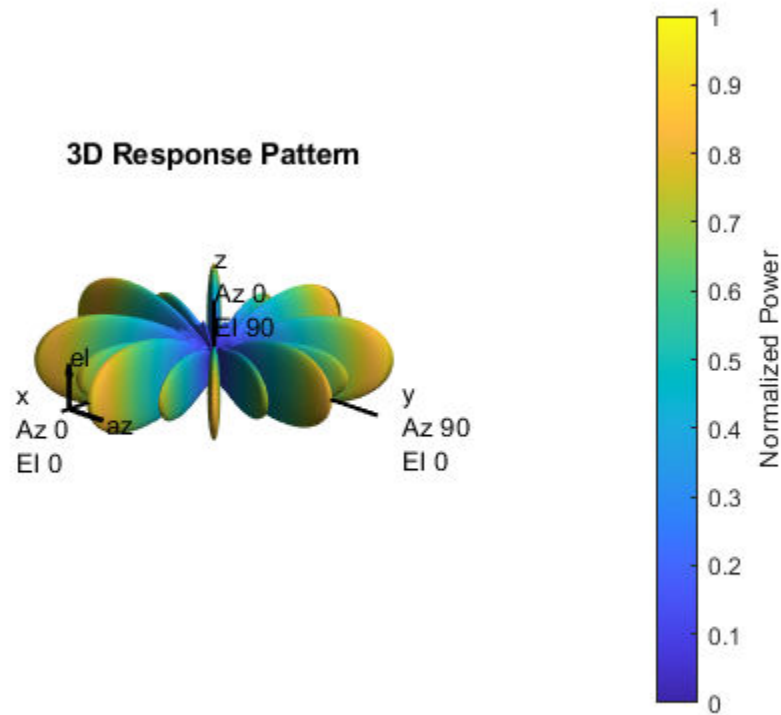 3D Response Pattern
z
Az 0
El 90
el
az
x
Az 0
El 0
y
Az 90
El 0
1
0.9
0.8
0.7
0.6
0.5
0.4
0.3
0.2
0.1
0
Normalized Power